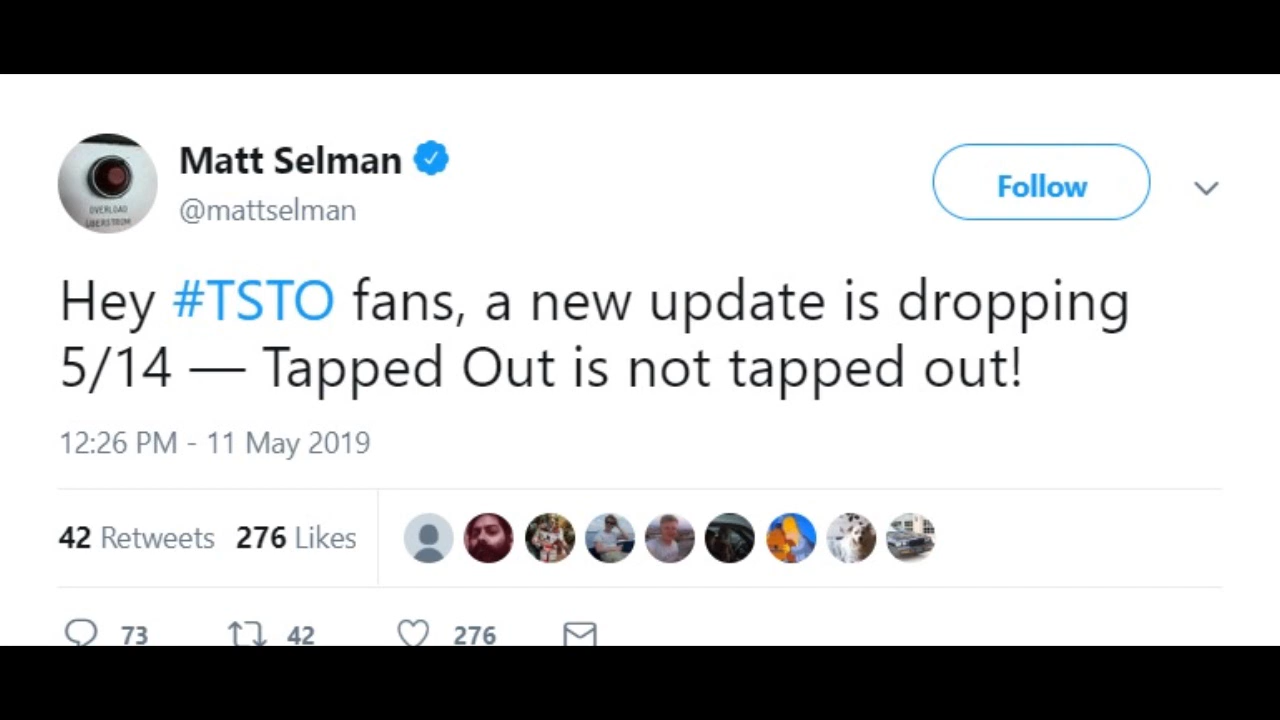 Matt Selman
@mattselman
Follow
OVERLOAD
Hey #TSTO fans, a new update is dropping
5/14 — Tapped Out is not tapped out!
12:26 PM - 11 May 2019
42 Retweets 276 Likes
73 42 276